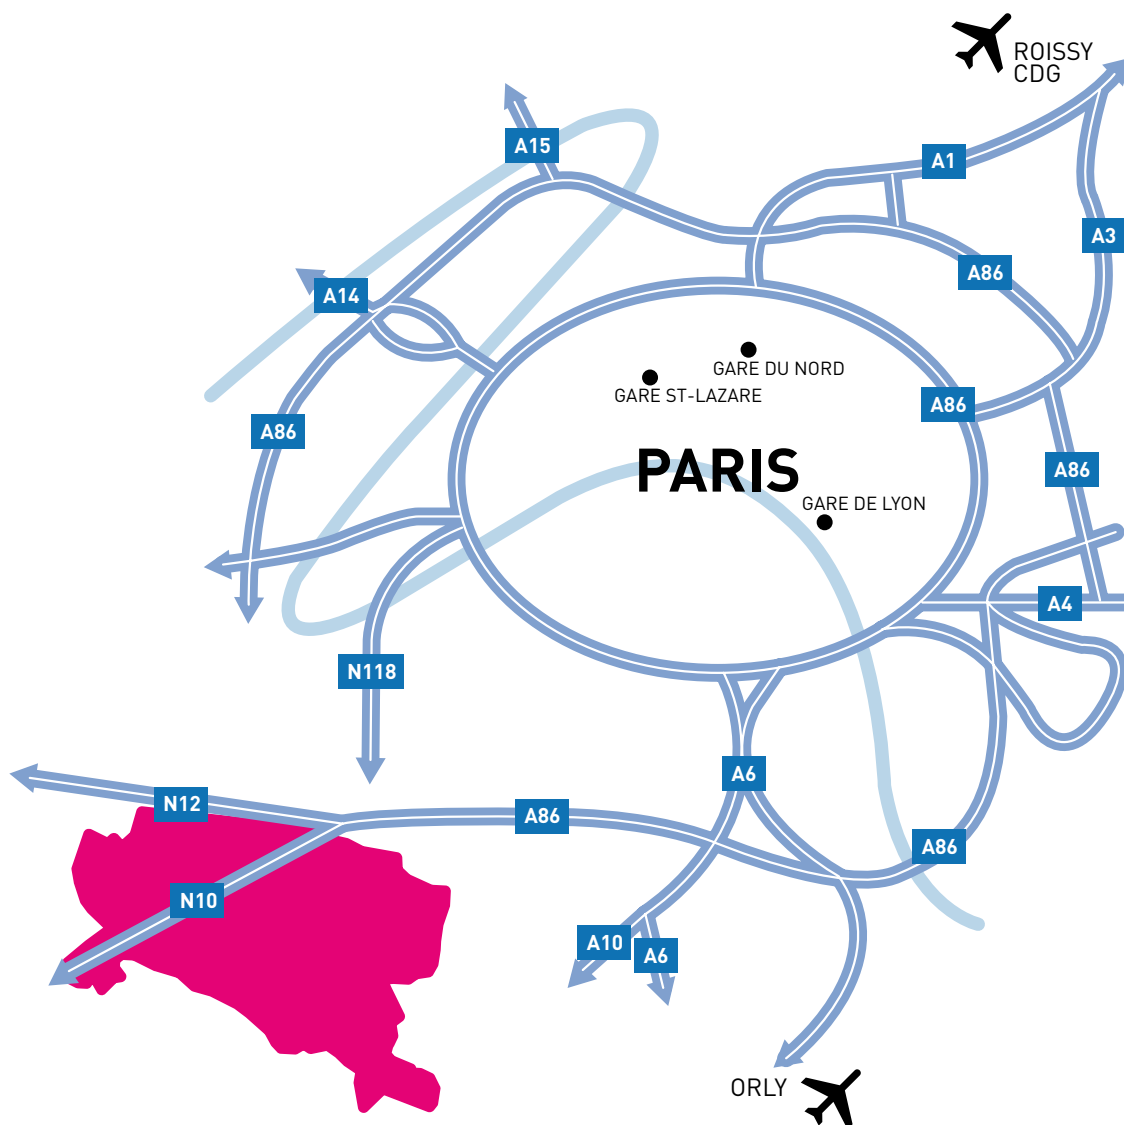 ROISSY
CDG
A15
A1
A3
A86
A14
GARE DU NORD
GARE ST-LAZARE
A86
A86
PARIS
A86
GARE DE LYON
A4
N118
A6
N12
A86
A86
N10
A10
A6
ORLY